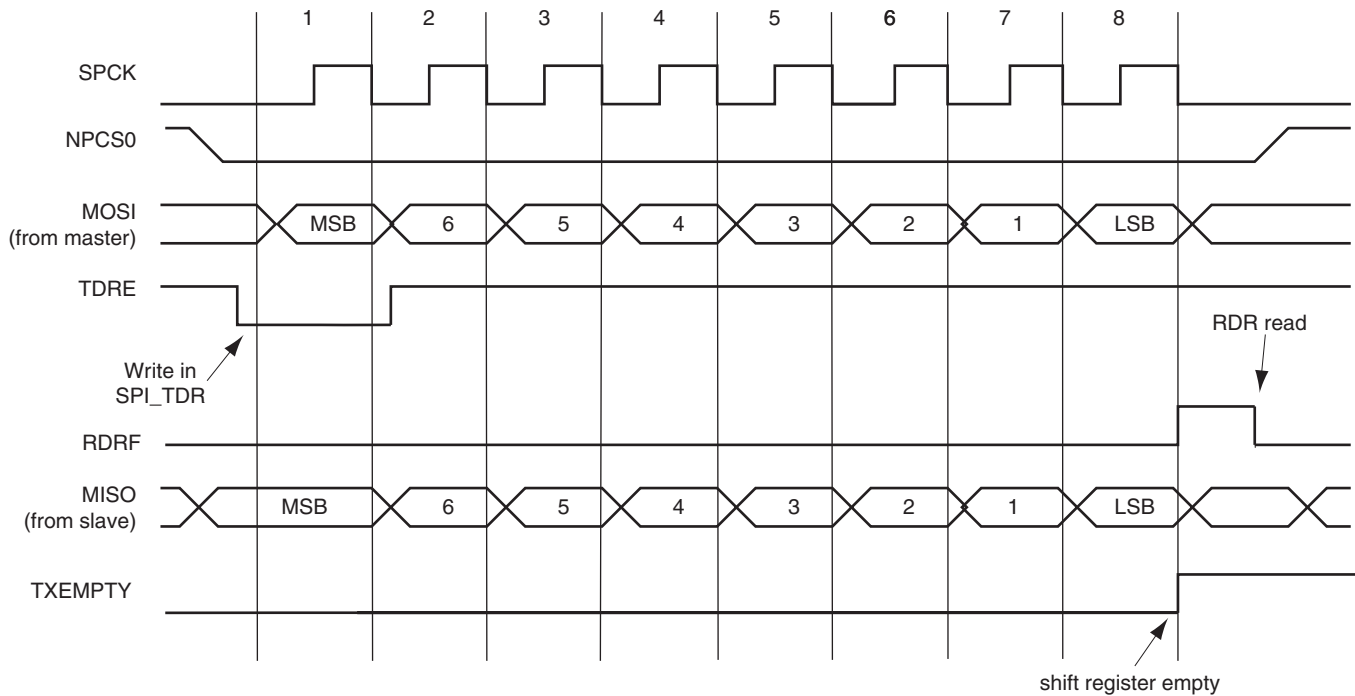 1 2 3 4 5 6 7 8
SPCK
NPCS0
MOSI
(from master)
MSB 6 5 4 3 2 1 LSB
TDRE
Write in
SPI_TDR
RDR read
RDRF
MISO
(from slave)
MSB 6 5 4 3 2 1 LSB
TXEMPTY
shift register empty